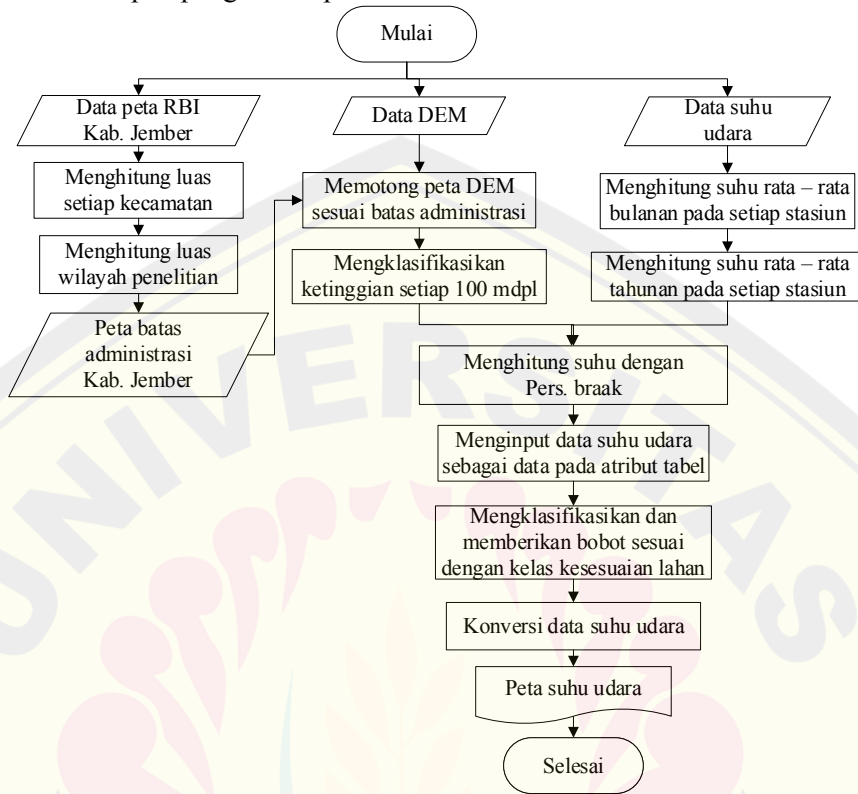 Mulai
Data peta RBI
Kab. Jember
Data DEM
Data suhu
udara
Menghitung luas
setiap kecamatan
Memotong peta DEM
sesuai batas administrasi
Menghitung suhu rata – rata
bulanan pada setiap stasiun
Menghitung luas
wilayah penelitian
Mengklasifikasikan
ketinggian setiap 100 mdpl
Menghitung suhu rata – rata
tahunan pada setiap stasiun
Peta batas
administrasi
Kab. Jember
Menghitung suhu dengan
Pers. braak
Menginput data suhu udara
sebagai data pada atribut tabel
Mengklasifikasikan dan
memberikan bobot sesuai
dengan kelas kesesuaian lahan
Konversi data suhu udara
Peta suhu udara
Selesai
UNIVERSITAS